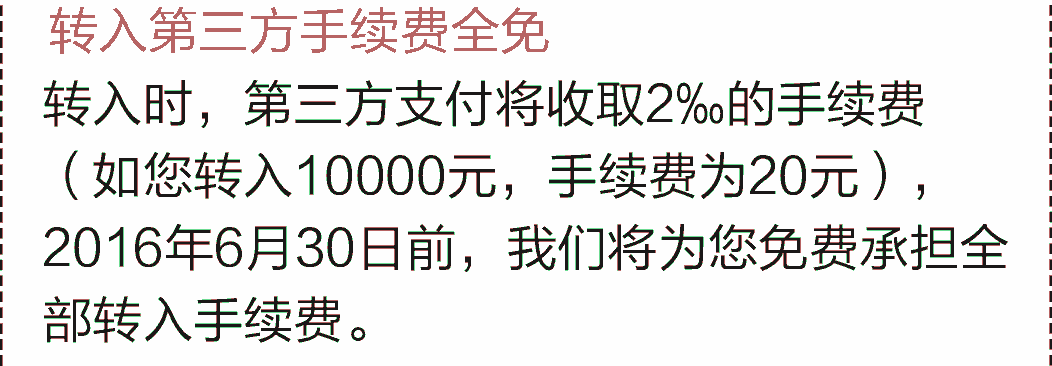 转入第三方手续费全免
转入时，第三方支付将收取2‰的手续费
（如您转入10000元，手续费为20元），
2016年6月30日前，我们将为您免费承担全
部转入手续费。